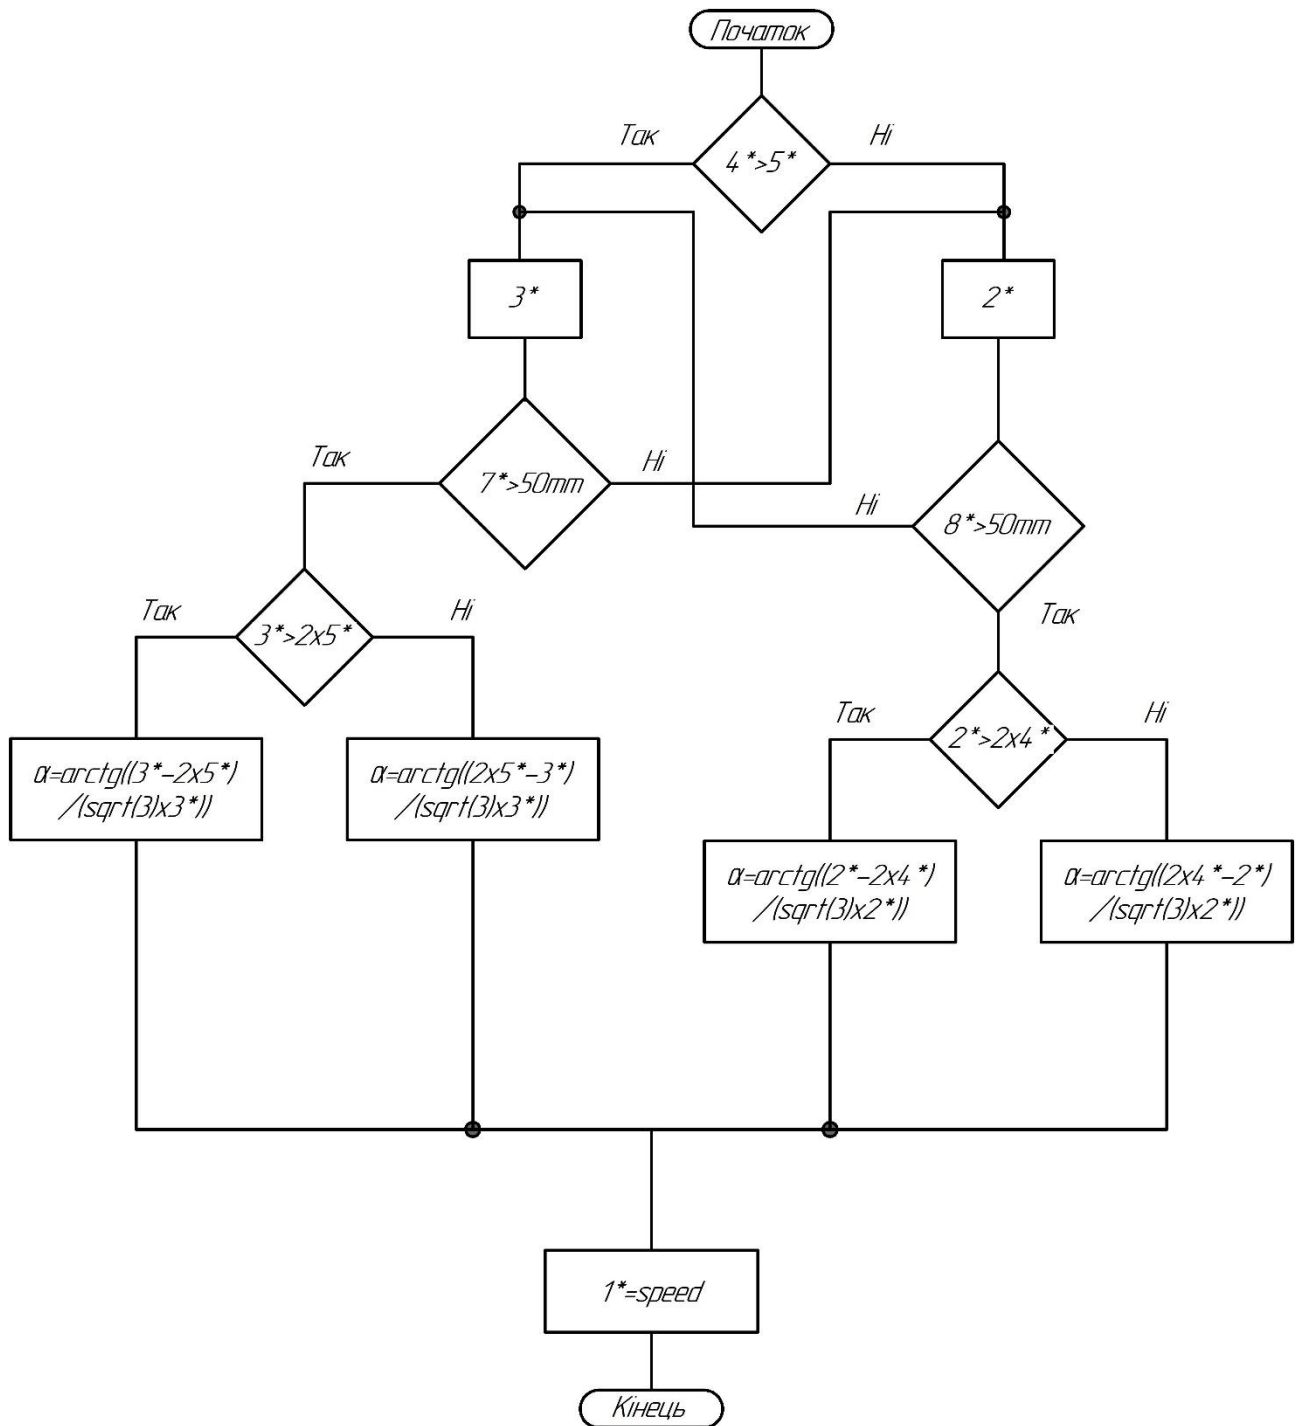 Початок
Так
Ні
4*>5*
3*
2*
Так
7*>50mm
Ні
Ні
8*>50mm
Так
3*>2x5*
Ні
Так
Так
2*>2x4*
Ні
α=arctg((3*-2x5*)
/(sqrt(3)x3*))
α=arctg((2x5*-3*)
/(sqrt(3)x3*))
α=arctg((2*-2x4*)
/(sqrt(3)x2*))
α=arctg((2x4*-2*)
/(sqrt(3)x2*))
1*=speed
Кінець